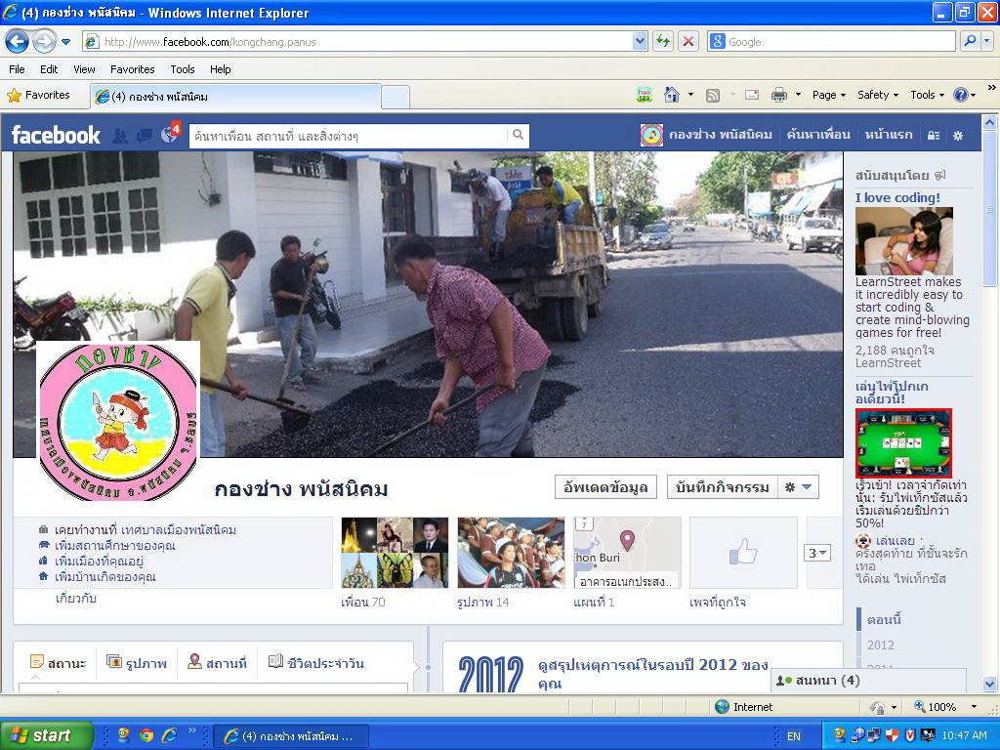 (4) กองช่าง พนัสนิคม - Windows Internet Explorer
http://www.facebook.com/kongchang.panus
Google
File Edit View Favorites Tools Help
Favorites
(4) กองช่าง พนัสนิคม
Page Safety Tools
facebook
4
ค้นหาเพื่อน สถานที่ และสิ่งต่างๆ
กองช่าง พนัสนิคม
ค้นหาเพื่อน
หน้าแรก
กองช่าง
เทศบาลเมืองพนัสนิคม อ.พนัสนิคม จ.ชลบุรี
กองช่าง พนัสนิคม
อัพเดตข้อมูล
บันทึกกิจกรรม
เคยทำงานที่ เทศบาลเมืองพนัสนิคม
เพิ่มสถานศึกษาของคุณ
เพิ่มเมืองที่คุณอยู่
เพิ่มบ้านเกิดของคุณ
เกี่ยวกับ
เพื่อน 70
รูปภาพ 14
7
hon Buri
อาคารอเนกประสง..
แผนที่ 1
เพจที่ถูกใจ
3
สถานะ
รูปภาพ
สถานที่
ชีวิตประจำวัน
2012
ดูสรุปเหตุการณ์ในรอบปี 2012 ของ
คุณ
สนับสนุนโดย
I love coding!
LearnStreet makes
it incredibly easy to
start coding &
create mind-blowing
games for free!
2,188 คนถูกใจ
LearnStreet
เล่นไพ่โปกเก
อเดี๋ยวนี้!
เร็วเข้า! เวลาจำกัดเท่า
นั้น: รับไพ่เท็กซัสแล้ว
เริ่มเล่นด้วยชิปกว่า
50%!
เล่นเลย ·
ครั้งสุดท้าย ที่ชั้นจะรัก
เทอ
ได้เล่น ไพ่เท็กซัส
ตอนนี้
2012
2011
สนทนา (4)
Internet
100%
start
(4) กองช่าง พนัสนิคม ...
EN
10:47 AM